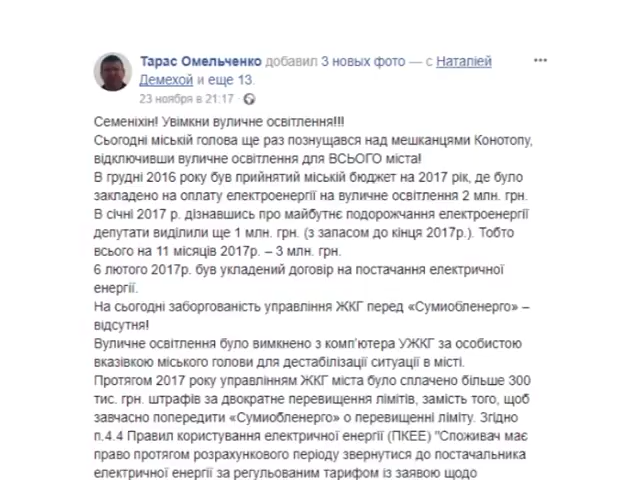 Тарас Омельченко добавил 3 новых фото — с Наталіей
Демехой и еще 13.
23 ноября в 21:17 ·
Семеніхін! Увімкни вуличне освітлення!!!
Сьогодні міській голова ще раз познущався над мешканцями Конотопу,
відключивши вуличне освітлення для ВСЬОГО міста!
В грудні 2016 року був прийнятий міській бюджет на 2017 рік, де було
закладено на оплату електроенергії на вуличне освітлення 2 млн. грн.
В січні 2017 р. дізнавшись про майбутнє подорожчання електроенергії
депутати виділили ще 1 млн. грн. (з запасом до кінця 2017р.). Тобто
всього на 11 місяців 2017р. – 3 млн. грн.
6 лютого 2017р. був укладений договір на постачання електричної
енергії.
На сьогодні заборгованість управління ЖКГ перед «Сумиобленерго» –
відсутня!
Вуличне освітлення було вимкнено з комп’ютера УЖКГ за особистою
вказівкою міського голови для дестабілізації ситуації в місті.
Протягом 2017 року управлінням ЖКГ міста було сплачено більше 300
тис. грн. штрафів за двократне перевищення лімітів, замість того, щоб
завчасно попередити «Сумиобленерго» о перевищенні ліміту. Згідно
п.4.4 Правил користування електричної енергії (ПКЕЕ) "Споживач має
право протягом розрахункового періоду звернутися до постачальника
електричної енергії за регульованим тарифом із заявою щодо